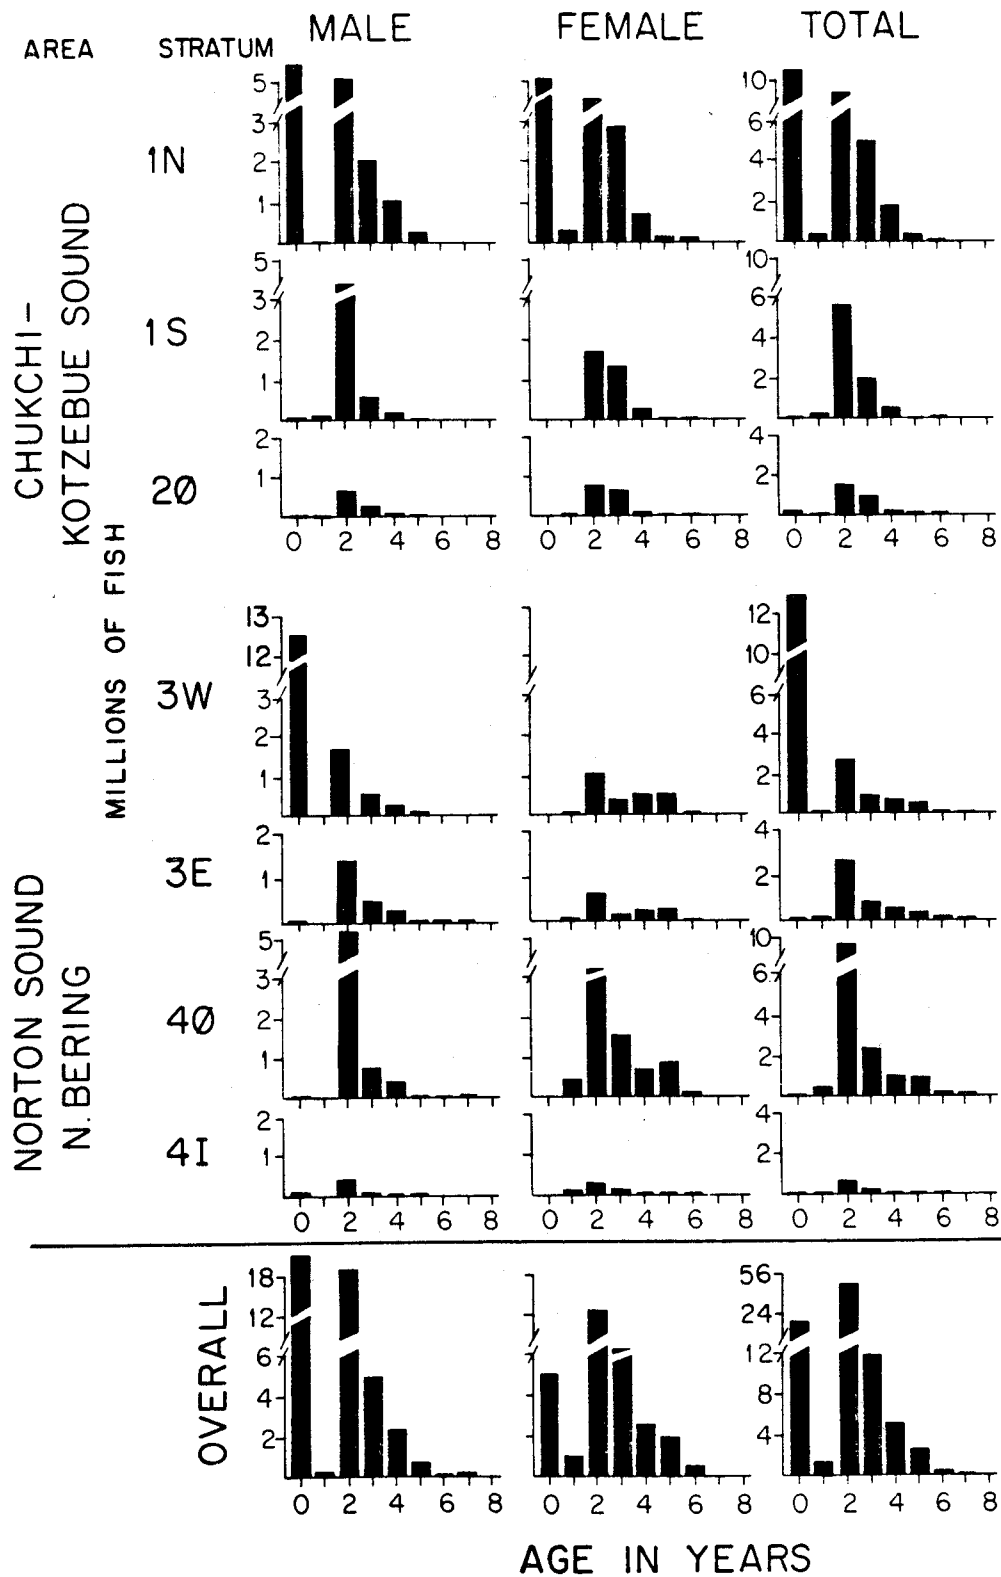 AREA STRATUM MALE FEMALE TOTAL
CHUKCHI-
KOTZEBUE SOUND
MILLIONS OF FISH
NORTON SOUND
N. BERING
1N
5 3 2 1
10 6 4 2
1S
5 3 2 1
10 6 4 2
2Ø
2 1
4 2
0 2 4 6 8
0 2 4 6 8
0 2 4 6 8
3W
13 12 3 2 1
12 10 6 4 2
3E
2 1
4 2
4Ø
5 3 2 1
10 6 4 2
4I
2 1
4 2
0 2 4 6 8
0 2 4 6 8
0 2 4 6 8
OVERALL
18 12 6 4 2
56 24 12 8 4
0 2 4 6 8
0 2 4 6 8
0 2 4 6 8
AGE IN YEARS